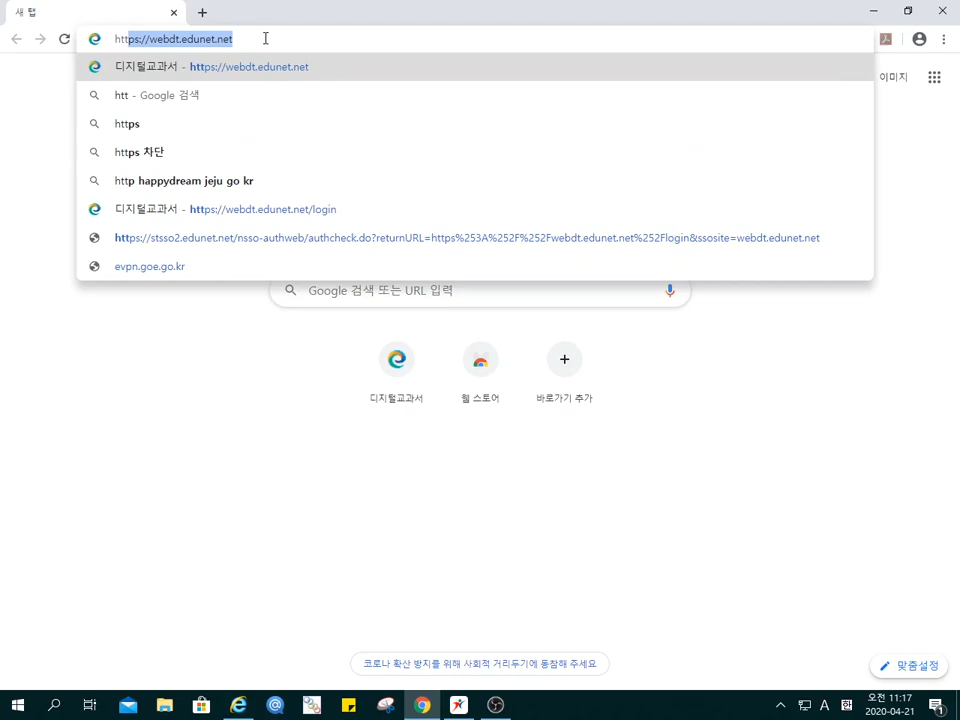 새 탭
https://webdt.edunet.net
디지털교과서 - https://webdt.edunet.net
htt - Google 검색
https
https 차단
http happydream jeju go kr
디지털교과서 - https://webdt.edunet.net/login
https://stsso2.edunet.net/nsso-authweb/authcheck.do?returnURL=https%253A%252F%252Fwebdt.edunet.net%252Flogin&ssosite=webdt.edunet.net
evpn.goe.go.kr
이미지
Google 검색 또는 URL 입력
디지털교과서
웹 스토어
바로가기 추가
코로나 확산 방지를 위해 사회적 거리두기에 동참해 주세요
맞춤설정
A
한
오전 11:17
2020-04-21
1